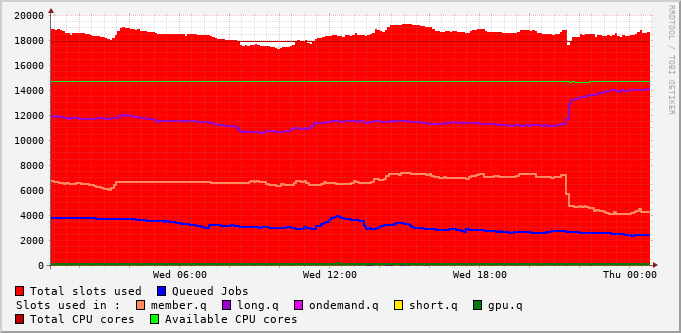 20000
18000
16000
14000
12000
10000
8000
6000
4000
2000
0
Wed 06:00 Wed 12:00 Wed 18:00 Thu 00:00
Total slots used Queued Jobs
Slots used in : member.q long.q ondemand.q short.q gpu.q
Total CPU cores Available CPU cores
RRDTOOL / TOBI OETIKER